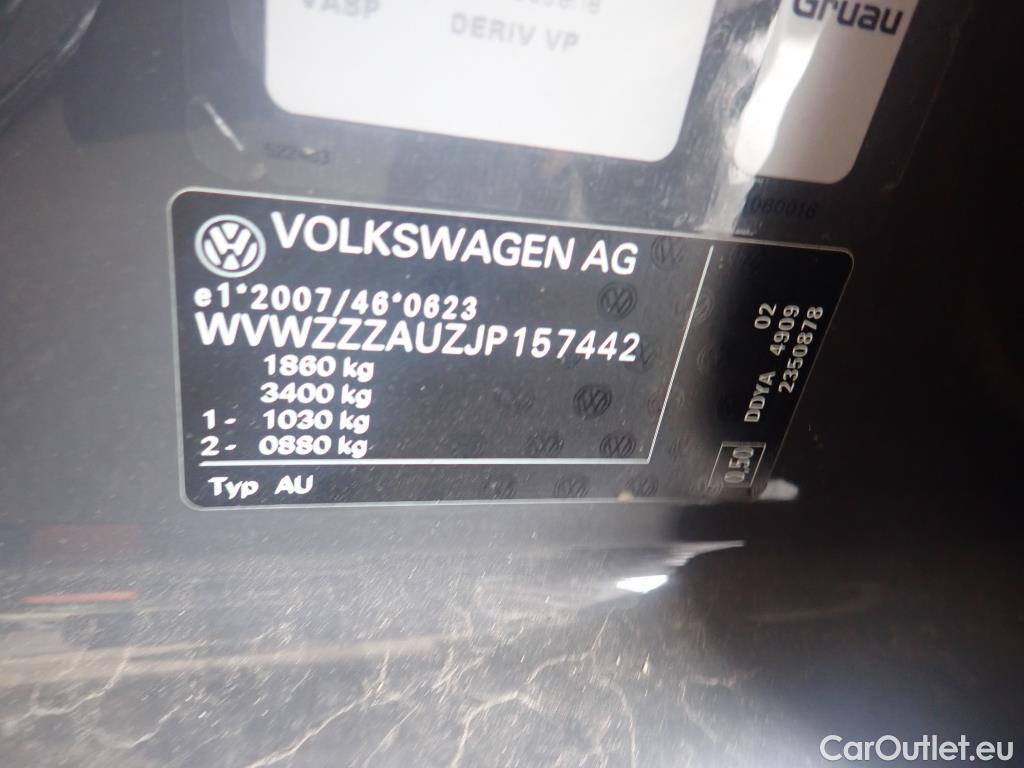 VASP
DERIV VP
Gruau
VOLKSWAGEN AG
e1*2007/46*0623
WVWZZZAUZJP157442
1860 kg
3400 kg
1 - 1030 kg
2 - 0880 kg
Typ AU
02
DDYA 4909
2350878
0,50
CarOutlet.eu